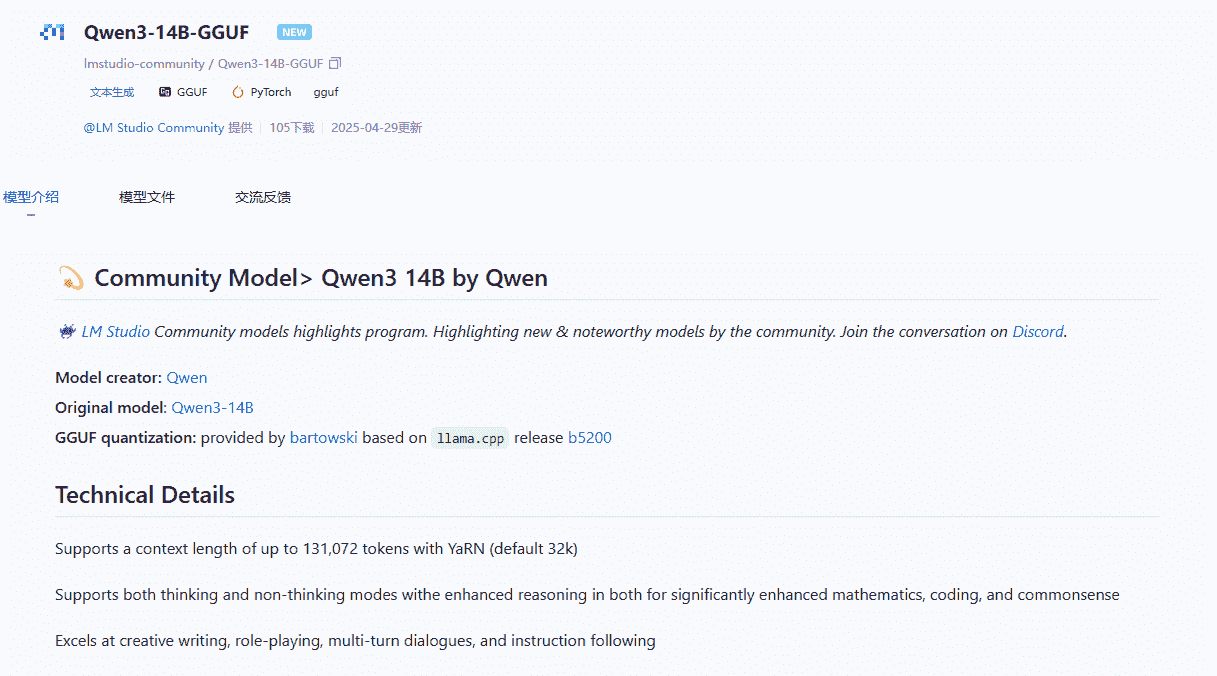 Qwen3-14B-GGUF NEW
lmstudio-community / Qwen3-14B-GGUF
文本生成 GGUF PyTorch gguf
@LM Studio Community 提供 105下载 2025-04-29更新
模型介绍 模型文件 交流反馈
Community Model> Qwen3 14B by Qwen
LM Studio Community models highlights program. Highlighting new & noteworthy models by the community. Join the conversation on Discord.
Model creator: Qwen
Original model: Qwen3-14B
GGUF quantization: provided by bartowski based on llama.cpp release b5200
Technical Details
Supports a context length of up to 131,072 tokens with YaRN (default 32k)
Supports both thinking and non-thinking modes withe enhanced reasoning in both for significantly enhanced mathematics, coding, and commonsense
Excels at creative writing, role-playing, multi-turn dialogues, and instruction following